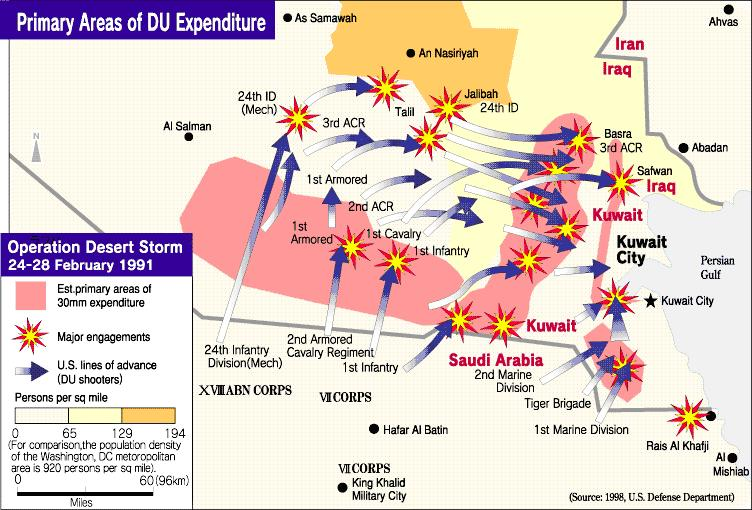 Primary Areas of DU Expenditure
As Samawah
Ahvas
An Nasiriyah
Iran
Iraq
24th ID
(Mech)
Talil
Jalibah
24th ID
Al Salman
3rd ACR
Basra
3rd ACR
Abadan
N
1st Armored
Safwan
Iraq
2nd ACR
Kuwait
1st
Armored
1st Cavalry
1st Infantry
Kuwait
City
Persian
Gulf
Kuwait City
Operation Desert Storm
24-28 February 1991
Est.primary areas of
30mm expenditure
Major engagements
U.S. lines of advance
(DU shooters)
Persons per sq mile
0 65 129 194
(For comparison,the population density
of the Washington, DC metoropolitan
area is 920 persons per sq mile).
0 60 (96km)
Miles
24th Infantry
Division(Mech)
2nd Armored
Cavalry Regiment
1st Infantry
Kuwait
Saudi Arabia
2nd Marine
Division
Tiger Brigade
1st Marine Division
XVIIIABN CORPS
VIICORPS
Rais Al Khafji
Hafar Al Batin
Al
Mishiab
VIICORPS
King Khalid
Military City
(Source: 1998, U.S. Defense Department)